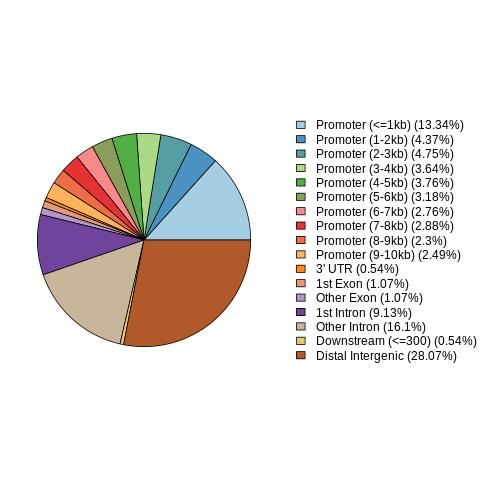 Promoter (<=1kb) (13.34%)
Promoter (1-2kb) (4.37%)
Promoter (2-3kb) (4.75%)
Promoter (3-4kb) (3.64%)
Promoter (4-5kb) (3.76%)
Promoter (5-6kb) (3.18%)
Promoter (6-7kb) (2.76%)
Promoter (7-8kb) (2.88%)
Promoter (8-9kb) (2.3%)
Promoter (9-10kb) (2.49%)
3' UTR (0.54%)
1st Exon (1.07%)
Other Exon (1.07%)
1st Intron (9.13%)
Other Intron (16.1%)
Downstream (<=300) (0.54%)
Distal Intergenic (28.07%)